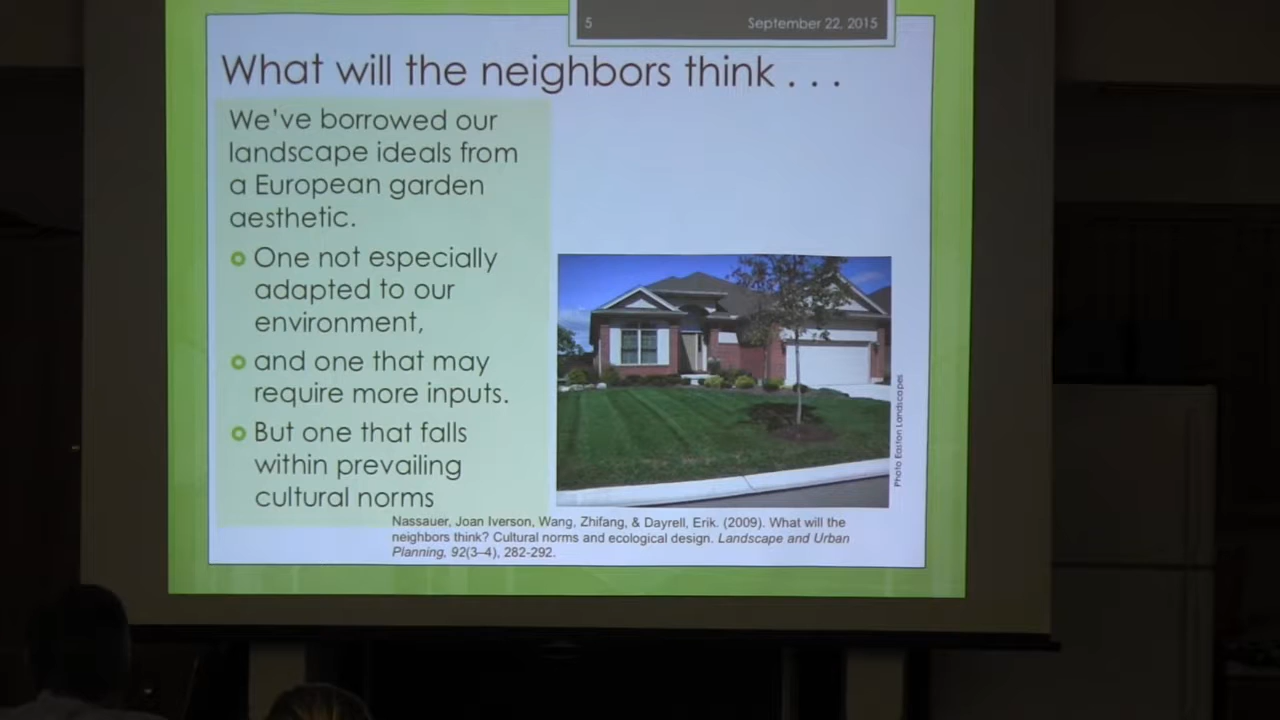 5 September 22, 2015
What will the neighbors think . . .
We've borrowed our
landscape ideals from
a European garden
aesthetic.
One not especially
adapted to our
environment,
and one that may
require more inputs.
But one that falls
within prevailing
cultural norms
Photo Easton Landscapes
Nassauer, Joan Iverson, Wang, Zhifang, & Dayrell, Erik. (2009). What will the
neighbors think? Cultural norms and ecological design. Landscape and Urban
Planning, 92(3–4), 282-292.